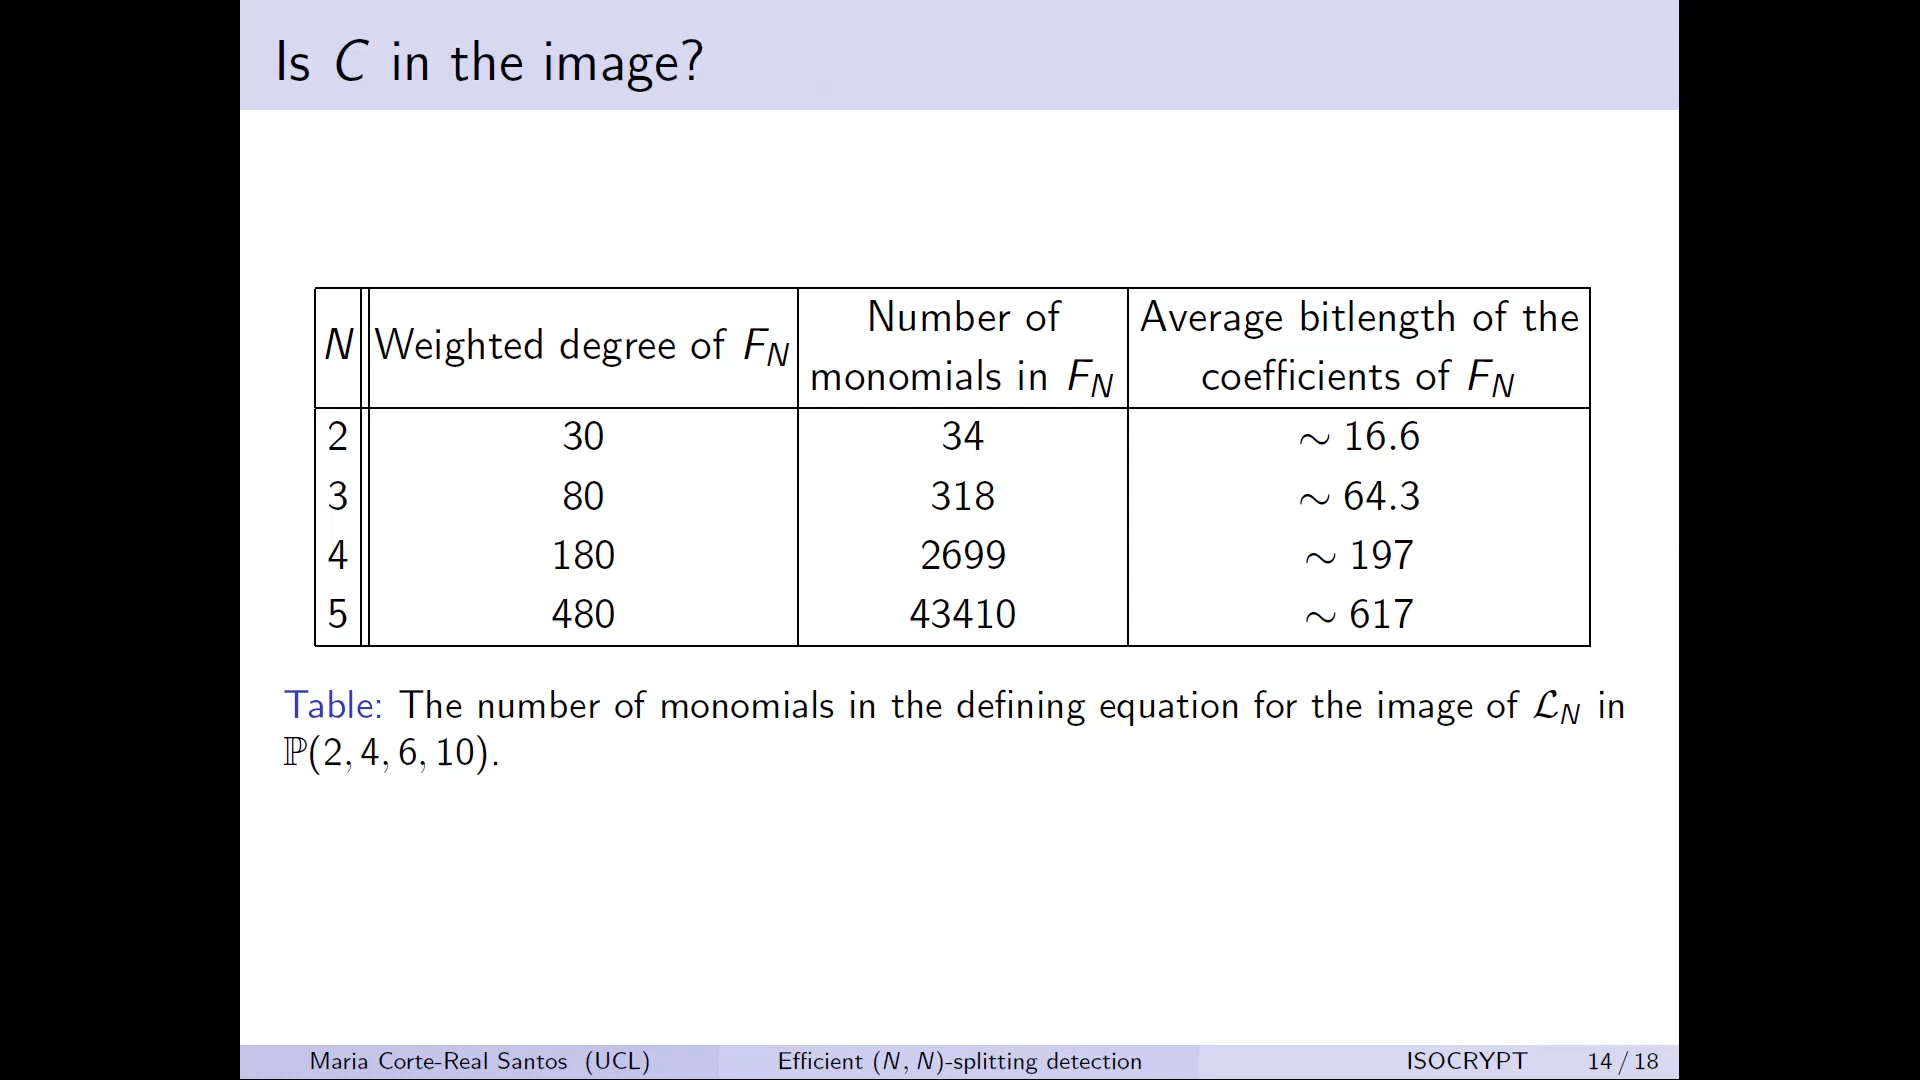 Is C in the image?
N | Weighted degree of F_N | Number of monomials in F_N | Average bitlength of the coefficients of F_N
2 | 30 | 34 | ∼ 16.6
3 | 80 | 318 | ∼ 64.3
4 | 180 | 2699 | ∼ 197
5 | 480 | 43410 | ∼ 617
Table: The number of monomials in the defining equation for the image of ℒ_N in
ℙ(2, 4, 6, 10).
Maria Corte-Real Santos (UCL) Efficient (N, N)-splitting detection ISOCRYPT 14 / 18